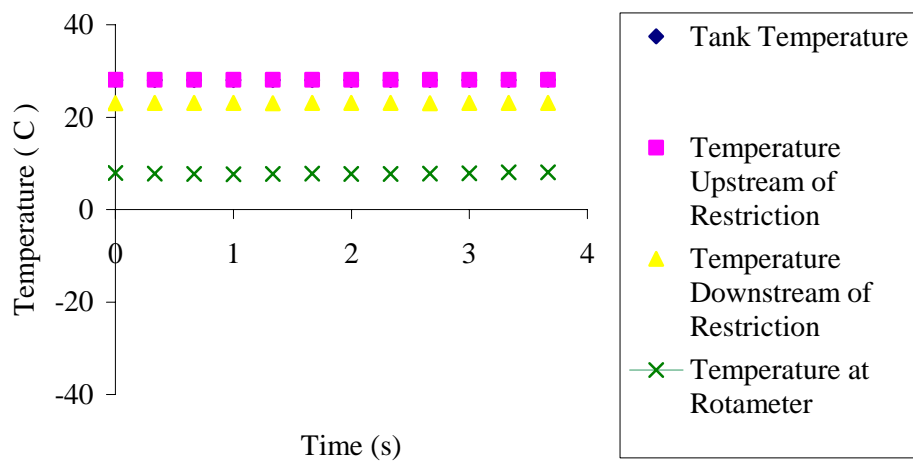 40
20
0
-20
-40
0 1 2 3 4
Temperature ( C )
Time (s)
Tank Temperature
Temperature
Upstream of
Restriction
Temperature
Downstream of
Restriction
Temperature at
Rotameter